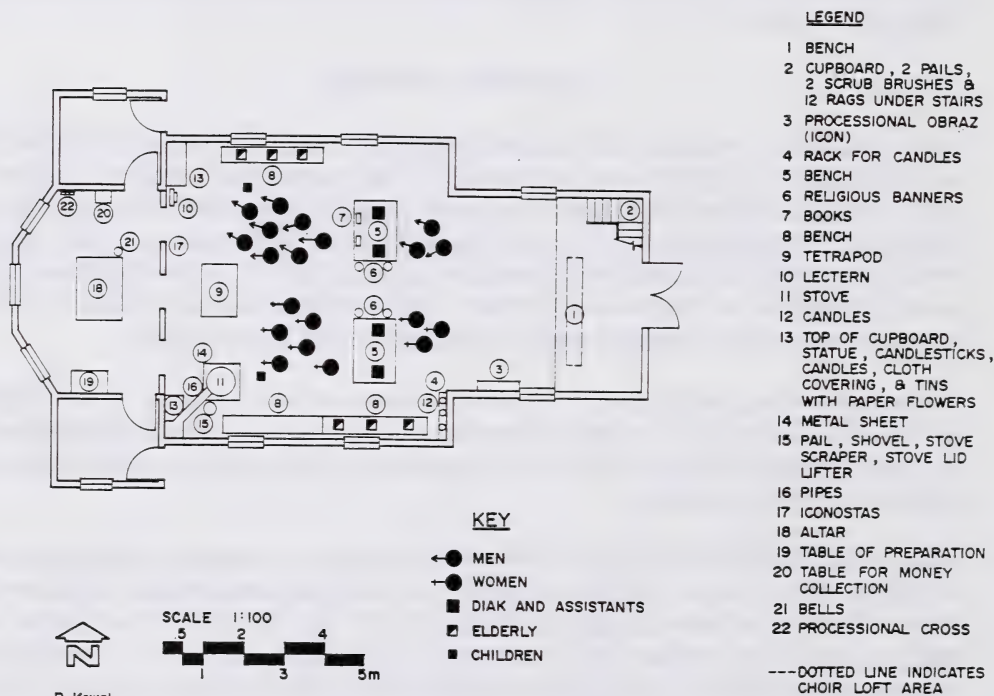 LEGEND
1 BENCH
2 CUPBOARD, 2 PAILS,
2 SCRUB BRUSHES &
12 RAGS UNDER STAIRS
3 PROCESSIONAL OBRAZ
(ICON)
4 RACK FOR CANDLES
5 BENCH
6 RELIGIOUS BANNERS
7 BOOKS
8 BENCH
9 TETRAPOD
10 LECTERN
11 STOVE
12 CANDLES
13 TOP OF CUPBOARD,
STATUE, CANDLESTICKS,
CANDLES, CLOTH
COVERING, & TINS
WITH PAPER FLOWERS
14 METAL SHEET
15 PAIL, SHOVEL, STOVE
SCRAPER, STOVE LID
LIFTER
16 PIPES
17 ICONOSTAS
18 ALTAR
19 TABLE OF PREPARATION
20 TABLE FOR MONEY
COLLECTION
21 BELLS
22 PROCESSIONAL CROSS
---DOTTED LINE INDICATES
CHOIR LOFT AREA
13
8
22
20
10
7
5
2
21
17
6
18
9
6
1
14
5
3
19
16
11
4
13
15
8
8
12
KEY
MEN
WOMEN
DIAK AND ASSISTANTS
ELDERLY
CHILDREN
N
SCALE 1:100
.5 2 4
1 3 5m